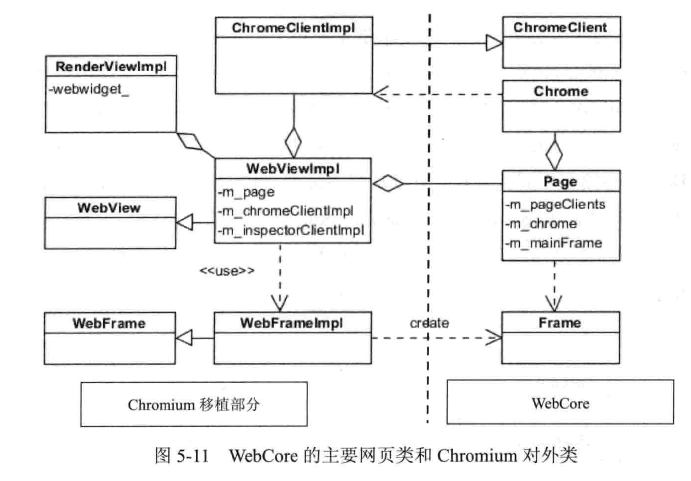 ChromeClientImpl
ChromeClient
RenderViewImpl
-webwidget_
Chrome
WebViewImpl
-m_page
-m_chromeClientImpl
-m_inspectorClientImpl
Page
-m_pageClients
-m_chrome
-m_mainFrame
WebView
<<use>>
WebFrame
WebFrameImpl
create
Frame
Chromium 移植部分
WebCore
图 5-11 WebCore 的主要网页类和 Chromium 对外类